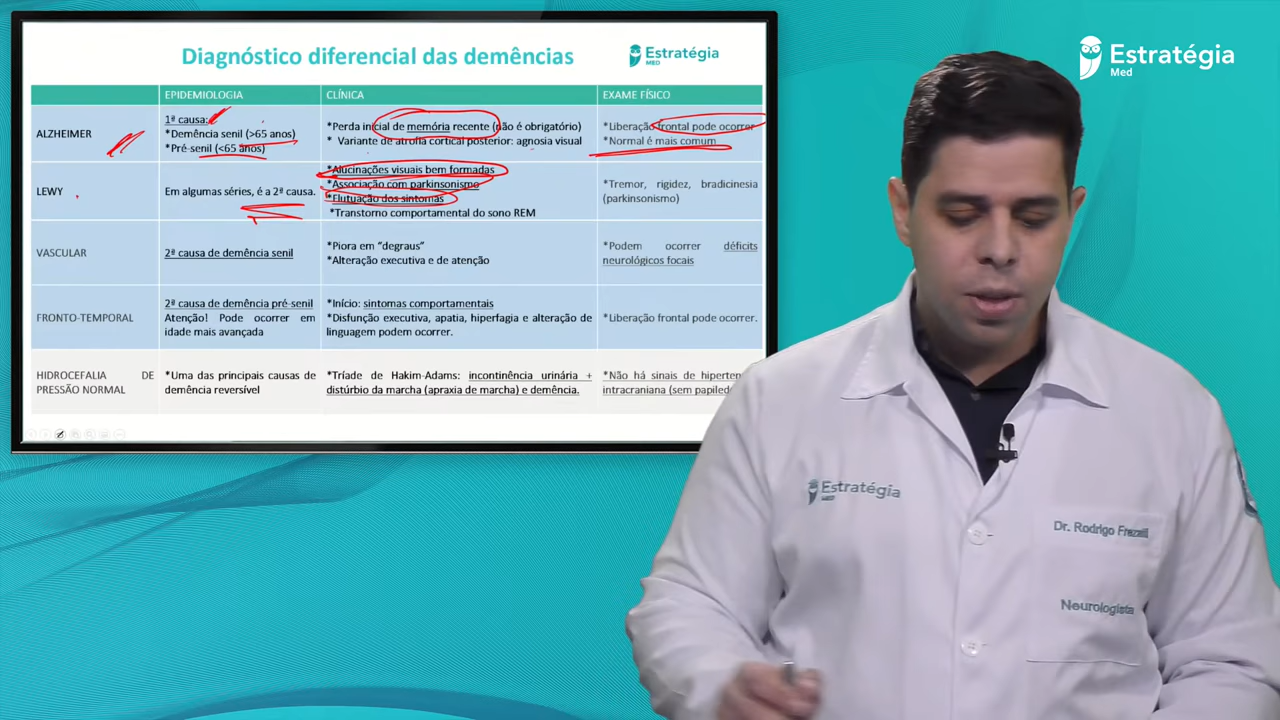 Diagnóstico diferencial das demências
Estratégia
MED
Estratégia
Med
EPIDEMIOLOGIA
CLÍNICA
EXAME FÍSICO
ALZHEIMER
1ª causa:
*Demência senil (>65 anos)
*Pré-senil (<65 anos)
*Perda inicial de memória recente (não é obrigatório)
* Variante de atrofia cortical posterior: agnosia visual
*Liberação frontal pode ocorrer
*Normal é mais comum
LEWY
Em algumas séries, é a 2ª causa.
*Alucinações visuais bem formadas
*Associação com parkinsonismo
*Flutuação dos sintomas
*Transtorno comportamental do sono REM
*Tremor, rigidez, bradicinesia
(parkinsonismo)
VASCULAR
2ª causa de demência senil
*Piora em “degraus”
*Alteração executiva e de atenção
*Podem ocorrer déficits
neurológicos focais
FRONTO-TEMPORAL
2ª causa de demência pré-senil
Atenção! Pode ocorrer em
idade mais avançada
*Início: sintomas comportamentais
*Disfunção executiva, apatia, hiperfagia e alteração de
linguagem podem ocorrer.
*Liberação frontal pode ocorrer.
HIDROCEFALIA DE
PRESSÃO NORMAL
*Uma das principais causas de
demência reversível
*Tríade de Hakim-Adams: incontinência urinária +
distúrbio da marcha (apraxia de marcha) e demência.
*Não há sinais de
intracraniana (sem
Estratégia
MED
Dr. Rodrigo Frezelli
Neurologista